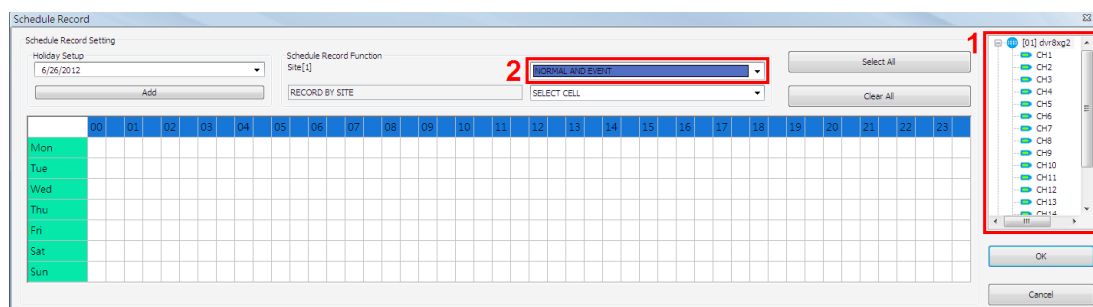 Schedule Record
Schedule Record Setting
Holiday Setup
6/26/2012
Add
Schedule Record Function
Site[1]
RECORD BY SITE
2
NORMAL AND EVENT
SELECT CELL
Select All
Clear All
1
[01] dvr8xg2
CH1
CH2
CH3
CH4
CH5
CH6
CH7
CH8
CH9
CH10
CH11
CH12
CH13
CH14
00 01 02 03 04 05 06 07 08 09 10 11 12 13 14 15 16 17 18 19 20 21 22 23
Mon
Tue
Wed
Thu
Fri
Sat
Sun
OK
Cancel